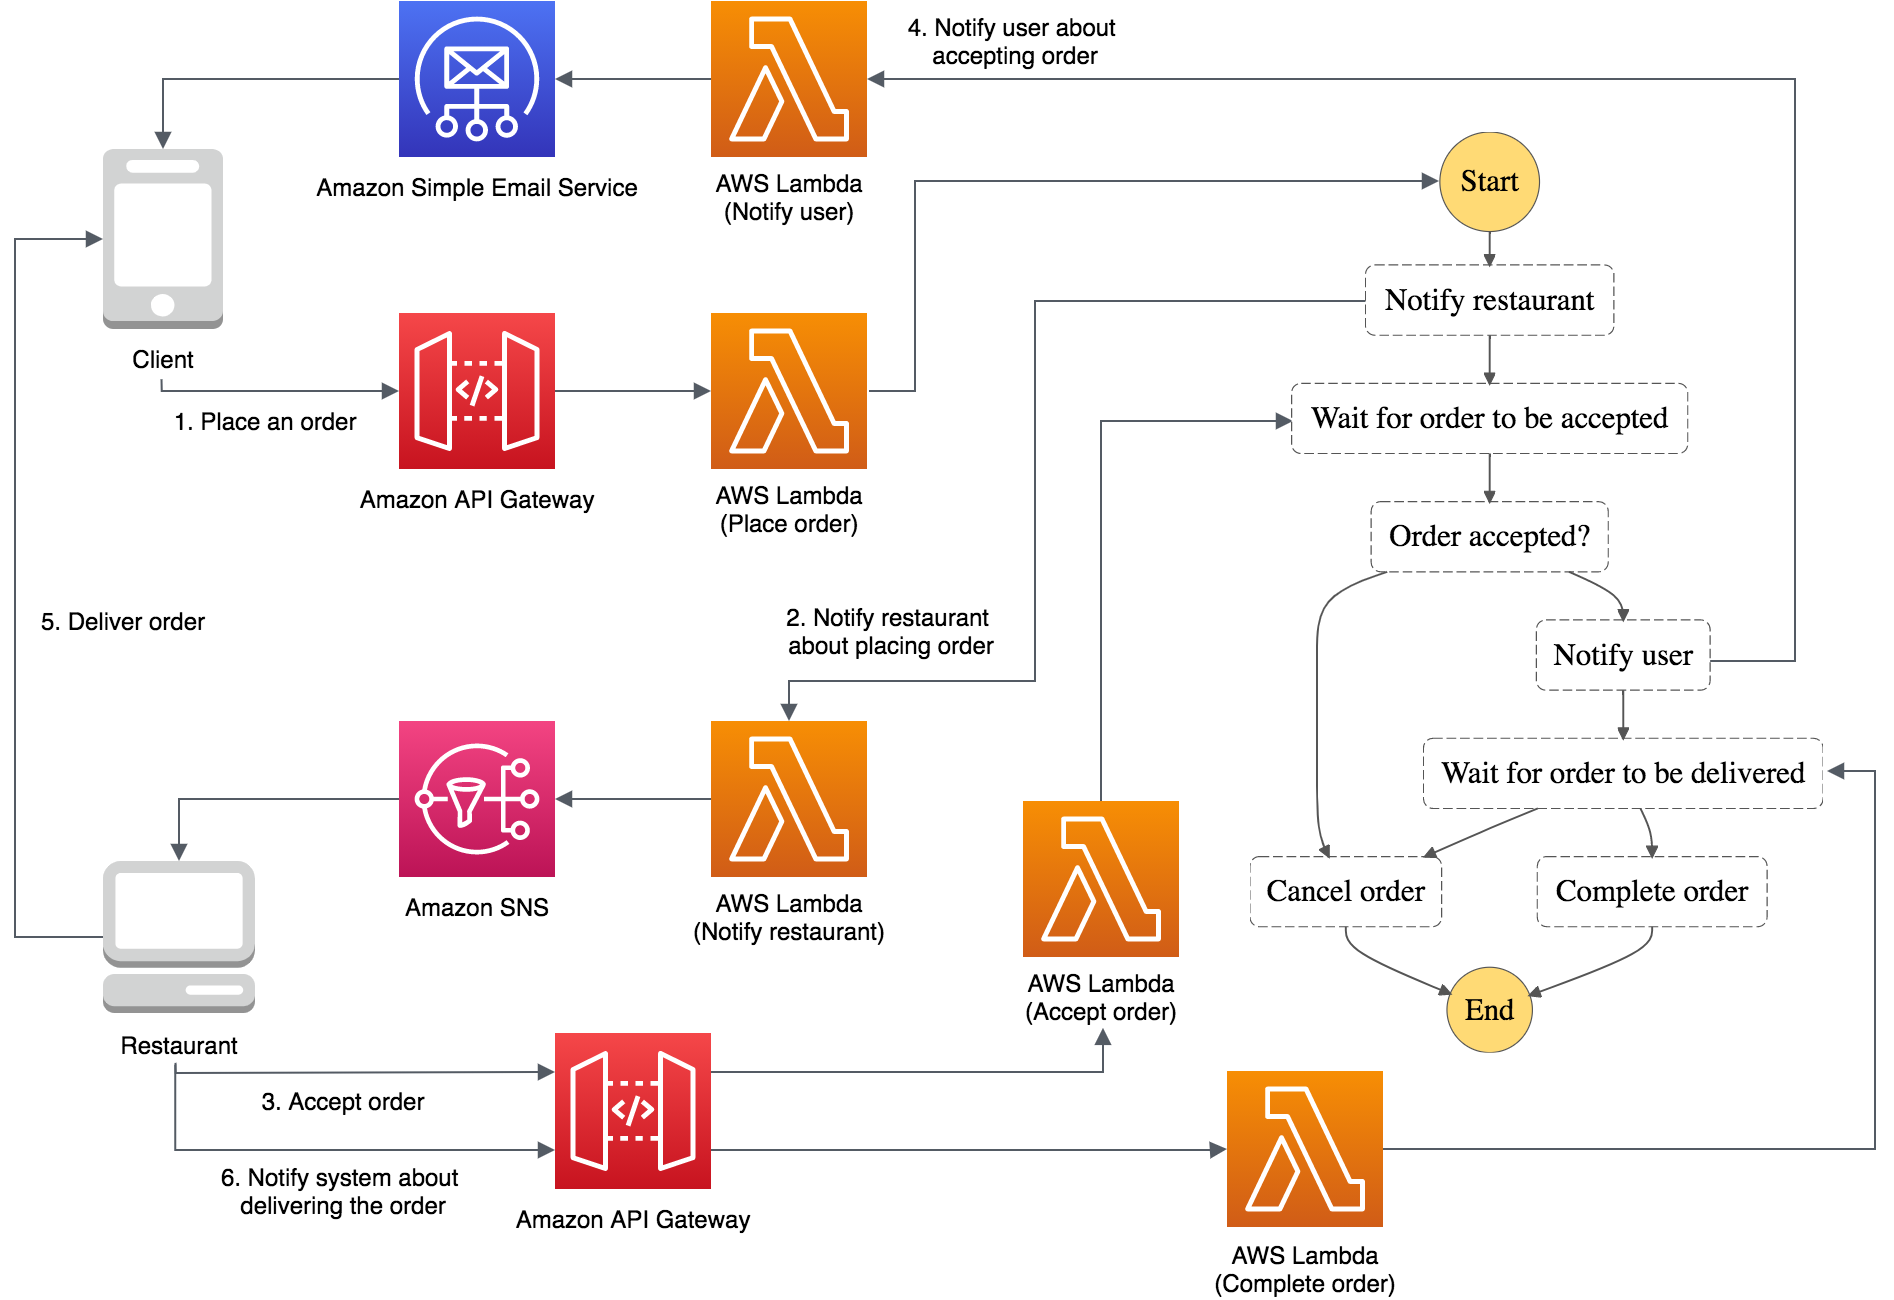 4. Notify user about
accepting order
Amazon Simple Email Service
AWS Lambda
(Notify user)
Start
Notify restaurant
Client
1. Place an order
Amazon API Gateway
AWS Lambda
(Place order)
Wait for order to be accepted
Order accepted?
5. Deliver order
2. Notify restaurant
about placing order
Notify user
Wait for order to be delivered
Amazon SNS
AWS Lambda
(Notify restaurant)
Cancel order
Complete order
AWS Lambda
(Accept order)
End
Restaurant
3. Accept order
6. Notify system about
delivering the order
Amazon API Gateway
AWS Lambda
(Complete order)